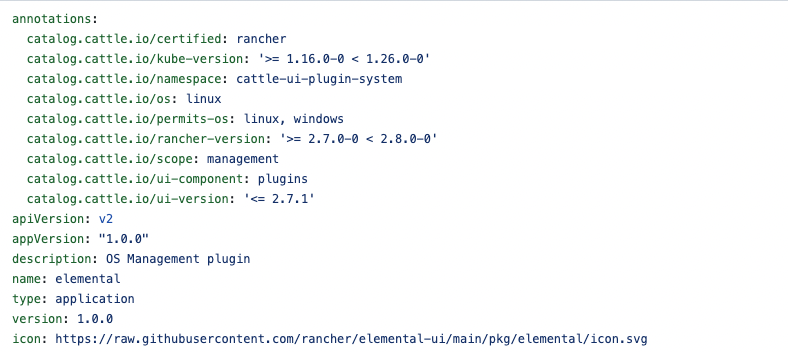 annotations:
  catalog.cattle.io/certified: rancher
  catalog.cattle.io/kube-version: '>= 1.16.0-0 < 1.26.0-0'
  catalog.cattle.io/namespace: cattle-ui-plugin-system
  catalog.cattle.io/os: linux
  catalog.cattle.io/permits-os: linux, windows
  catalog.cattle.io/rancher-version: '>= 2.7.0-0 < 2.8.0-0'
  catalog.cattle.io/scope: management
  catalog.cattle.io/ui-component: plugins
  catalog.cattle.io/ui-version: '<= 2.7.1'
apiVersion: v2
appVersion: "1.0.0"
description: OS Management plugin
name: elemental
type: application
version: 1.0.0
icon: https://raw.githubusercontent.com/rancher/elemental-ui/main/pkg/elemental/icon.svg